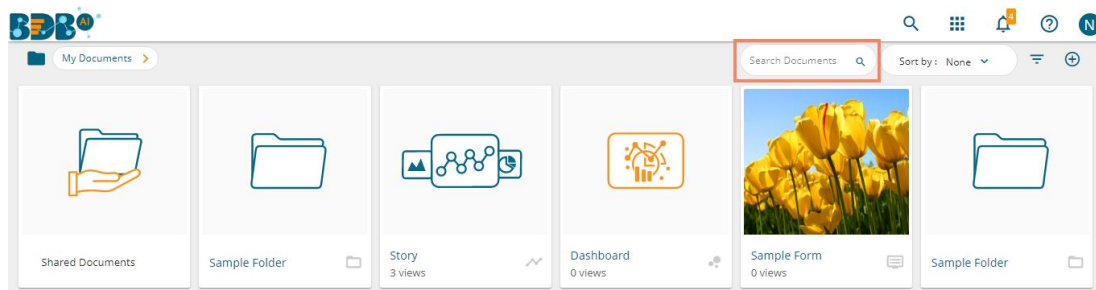 BDB AI
4
N
My Documents
Search Documents
Sort by : None
Shared Documents
Sample Folder
Story
3 views
Dashboard
0 views
Sample Form
0 views
Sample Folder